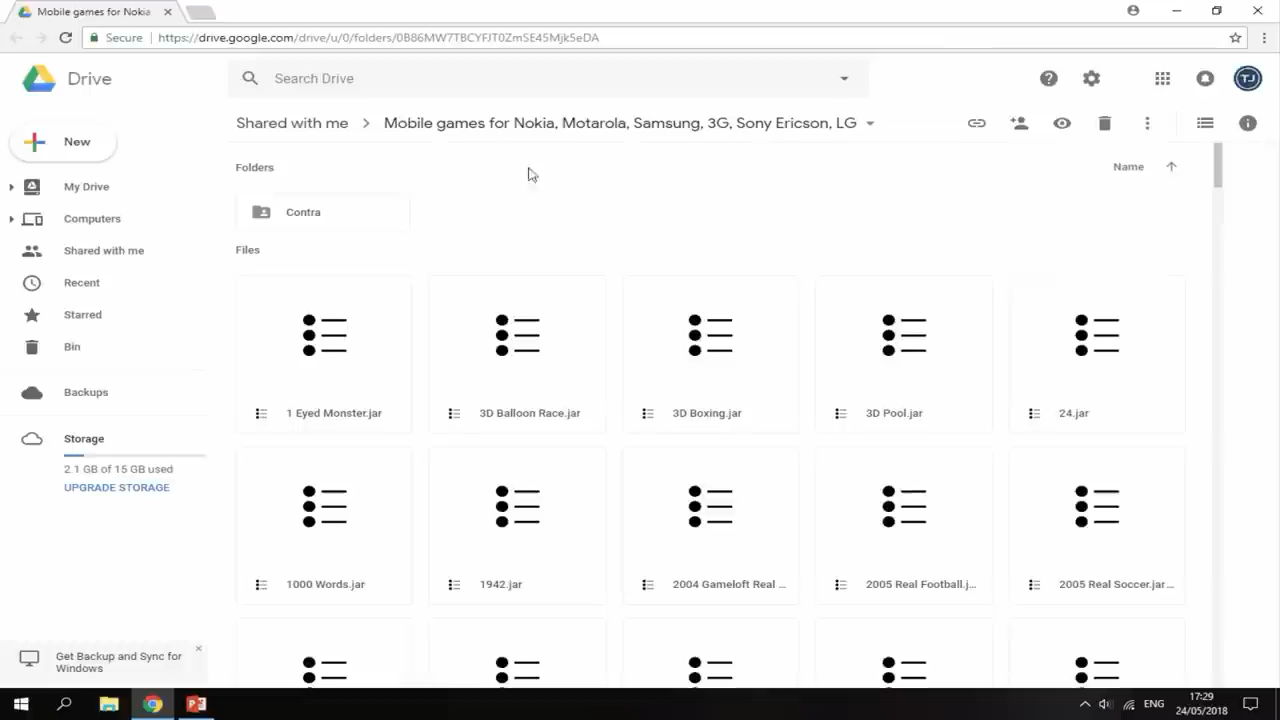 Mobile games for Nokia
Secure
https://drive.google.com/drive/u/0/folders/0B86MW7TBCYFJT0ZmSE45Mjk5eDA
Drive
Search Drive
TJ
New
Shared with me > Mobile games for Nokia, Motarola, Samsung, 3G, Sony Ericson, LG
My Drive
Computers
Shared with me
Recent
Starred
Bin
Backups
Storage
2.1 GB of 15 GB used
UPGRADE STORAGE
Get Backup and Sync for
Windows
Folders
Name
Contra
Files
1 Eyed Monster.jar
3D Balloon Race.jar
3D Boxing.jar
3D Pool.jar
24.jar
1000 Words.jar
1942.jar
2004 Gameloft Real ...
2005 Real Football.j...
2005 Real Soccer.jar...
ENG
17:29
24/05/2018